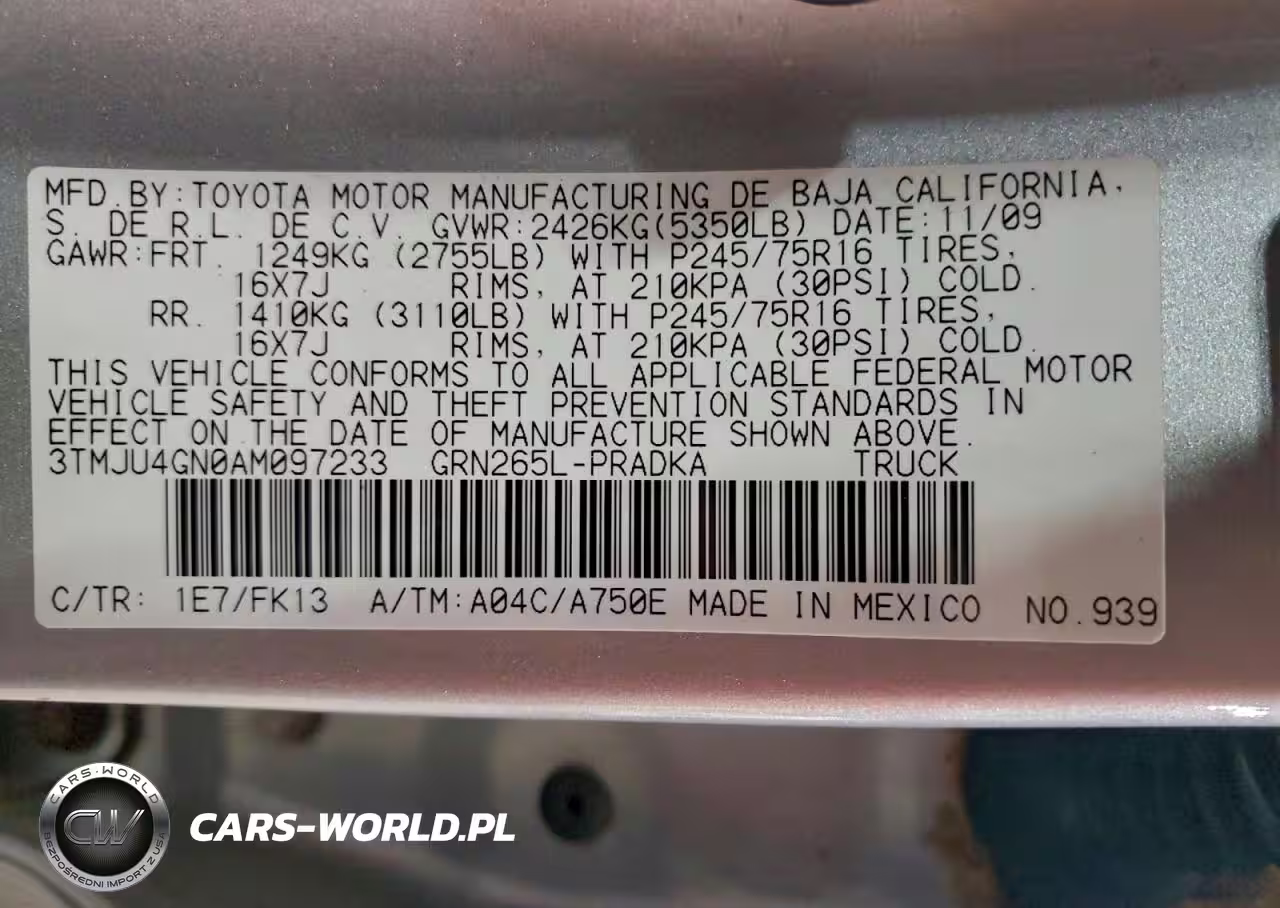 MFD.BY:TOYOTA MOTOR MANUFACTURING DE BAJA CALIFORNIA,
S. DE R.L. DE C.V. GVWR:2426KG(5350LB) DATE:11/09
GAWR:FRT. 1249KG (2755LB) WITH P245/75R16 TIRES,
16X7J RIMS, AT 210KPA (30PSI) COLD.
RR. 1410KG (3110LB) WITH P245/75R16 TIRES,
16X7J RIMS, AT 210KPA (30PSI) COLD.
THIS VEHICLE CONFORMS TO ALL APPLICABLE FEDERAL MOTOR
VEHICLE SAFETY AND THEFT PREVENTION STANDARDS IN
EFFECT ON THE DATE OF MANUFACTURE SHOWN ABOVE.
3TMJU4GN0AM097233 GRN265L-PRADKA TRUCK
C/TR: 1E7/FK13 A/TM:A04C/A750E MADE IN MEXICO NO.939
CARS-WORLD
CW
BEZPOŚREDNI IMPORT Z USA
CARS-WORLD.PL